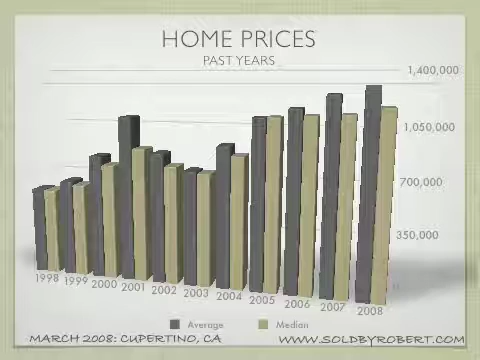 HOME PRICES
PAST YEARS
1,400,000
1,050,000
700,000
350,000
1998 1999 2000 2001 2002 2003 2004 2005 2006 2007 2008
Average Median
MARCH 2008: CUPERTINO, CA WWW.SOLDBYROBERT.COM